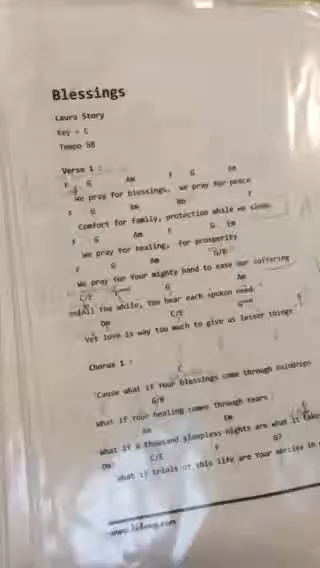 Blessings
Laura Story
Key = C
Tempo 58
Verse 1 :
F G Am F G Em
We pray for blessings, we pray for peace
F G Em Bb F
Comfort for family, protection while we sleep
F G Am F G Em
We pray for healing, for prosperity
F G Am G/B
We pray for Your mighty hand to ease our suffering
C/E G Am
All the while, You hear each spoken need
Dm C/E
Yet love is way too much to give us lesser things
Chorus 1 :
C
'Cause what if Your blessings come through raindrops
G/B
What if Your healing comes through tears
Am Em
What if a thousand sleepless nights are what it takes
Dm C/E F G7
What if trials of this life are Your mercies in